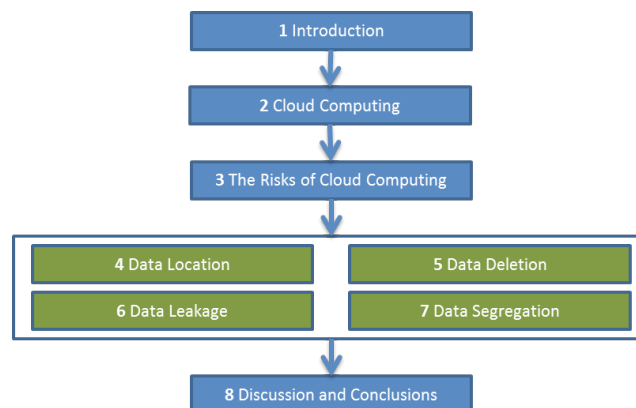 1 Introduction
2 Cloud Computing
3 The Risks of Cloud Computing
4 Data Location
5 Data Deletion
6 Data Leakage
7 Data Segregation
8 Discussion and Conclusions